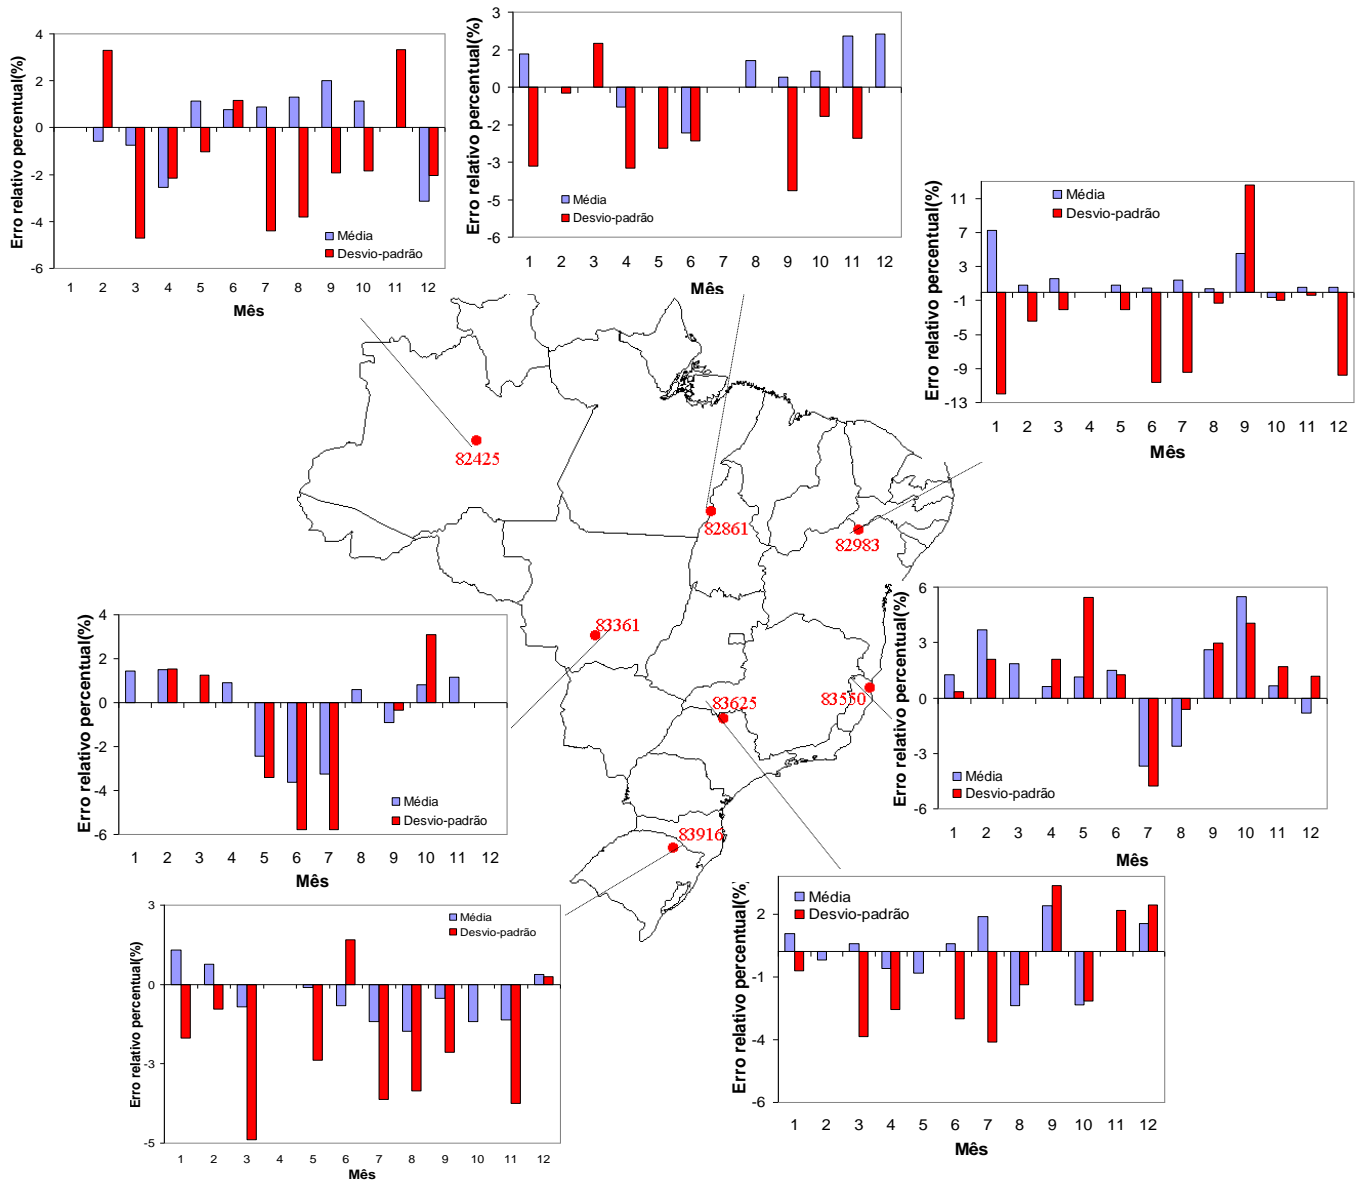 Erro relativo percentual(%)
4
2
0
-2
-4
-6
Média
Desvio-padrão
1 2 3 4 5 6 7 8 9 10 11 12
Mês
Erro relativo percentual(%)
3
2
0
-2
-3
-5
-6
Média
Desvio-padrão
1 2 3 4 5 6 7 8 9 10 11 12
Mês
Erro relativo percentual(%)
11
7
3
-1
-5
-9
-13
Média
Desvio-padrão
1 2 3 4 5 6 7 8 9 10 11 12
Mês
82425
82861
82983
83361
83625
83550
83916
Erro relativo percentual(%)
4
2
0
-2
-4
-6
Média
Desvio-padrão
1 2 3 4 5 6 7 8 9 10 11 12
Mês
Erro relativo percentual(%)
6
3
0
-3
-6
Média
Desvio-padrão
1 2 3 4 5 6 7 8 9 10 11 12
Mês
Erro relativo percentual(%)
3
0
-3
-5
Média
Desvio-padrão
1 2 3 4 5 6 7 8 9 10 11 12
Mês
Erro relativo percentual(%)
2
-1
-4
-6
Média
Desvio-padrão
1 2 3 4 5 6 7 8 9 10 11 12
Mês